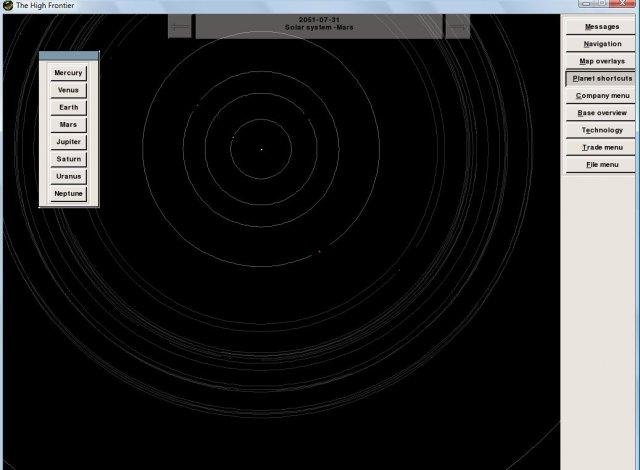 The High Frontier
2051-07-31
Solar system -Mars
Mercury
Venus
Earth
Mars
Jupiter
Saturn
Uranus
Neptune
Messages
Navigation
Map overlays
Planet shortcuts
Company menu
Base overview
Technology
Trade menu
File menu